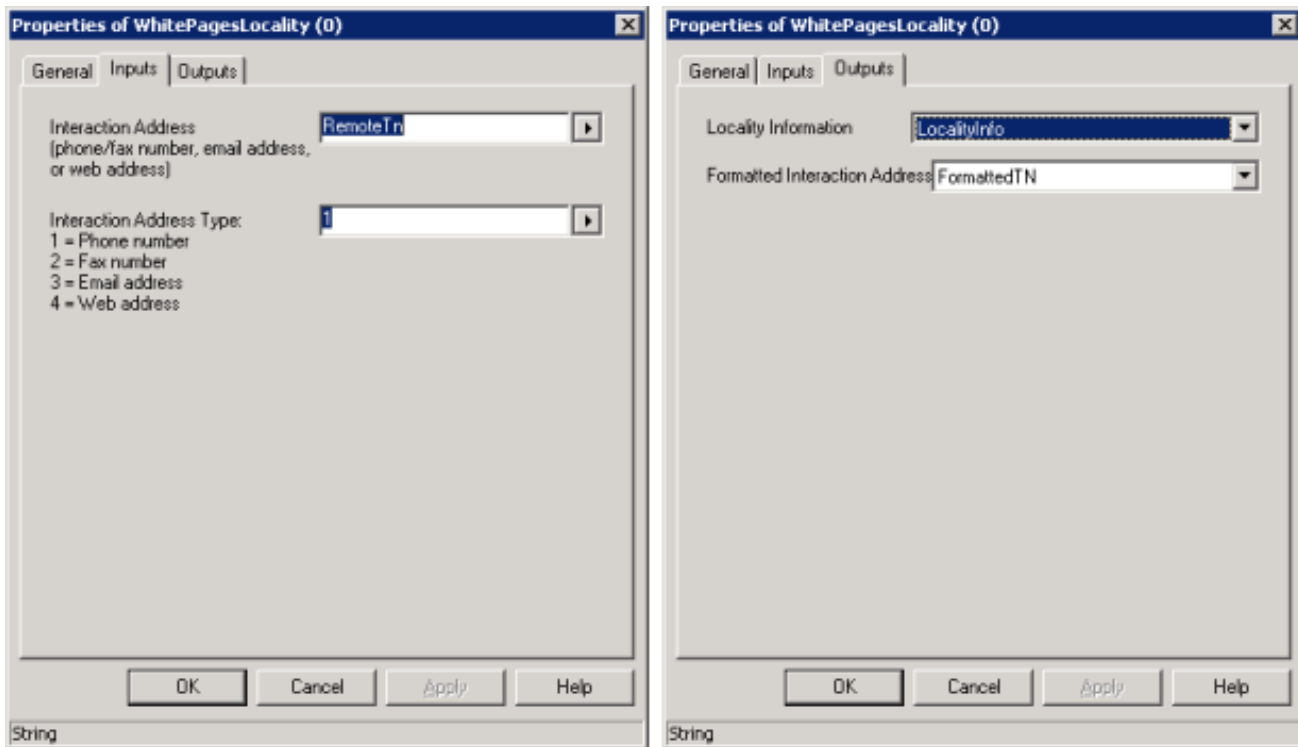 Properties of WhitePagesLocality (0)
General Inputs Outputs
Interaction Address
(phone/fax number, email address,
or web address)
RemoteTn
Interaction Address Type:
1 = Phone number
2 = Fax number
3 = Email address
4 = Web address
1
OK Cancel Apply Help
String
Properties of WhitePagesLocality (0)
General Inputs Outputs
Locality Information LocalityInfo
Formatted Interaction Address FormattedTN
OK Cancel Apply Help
String